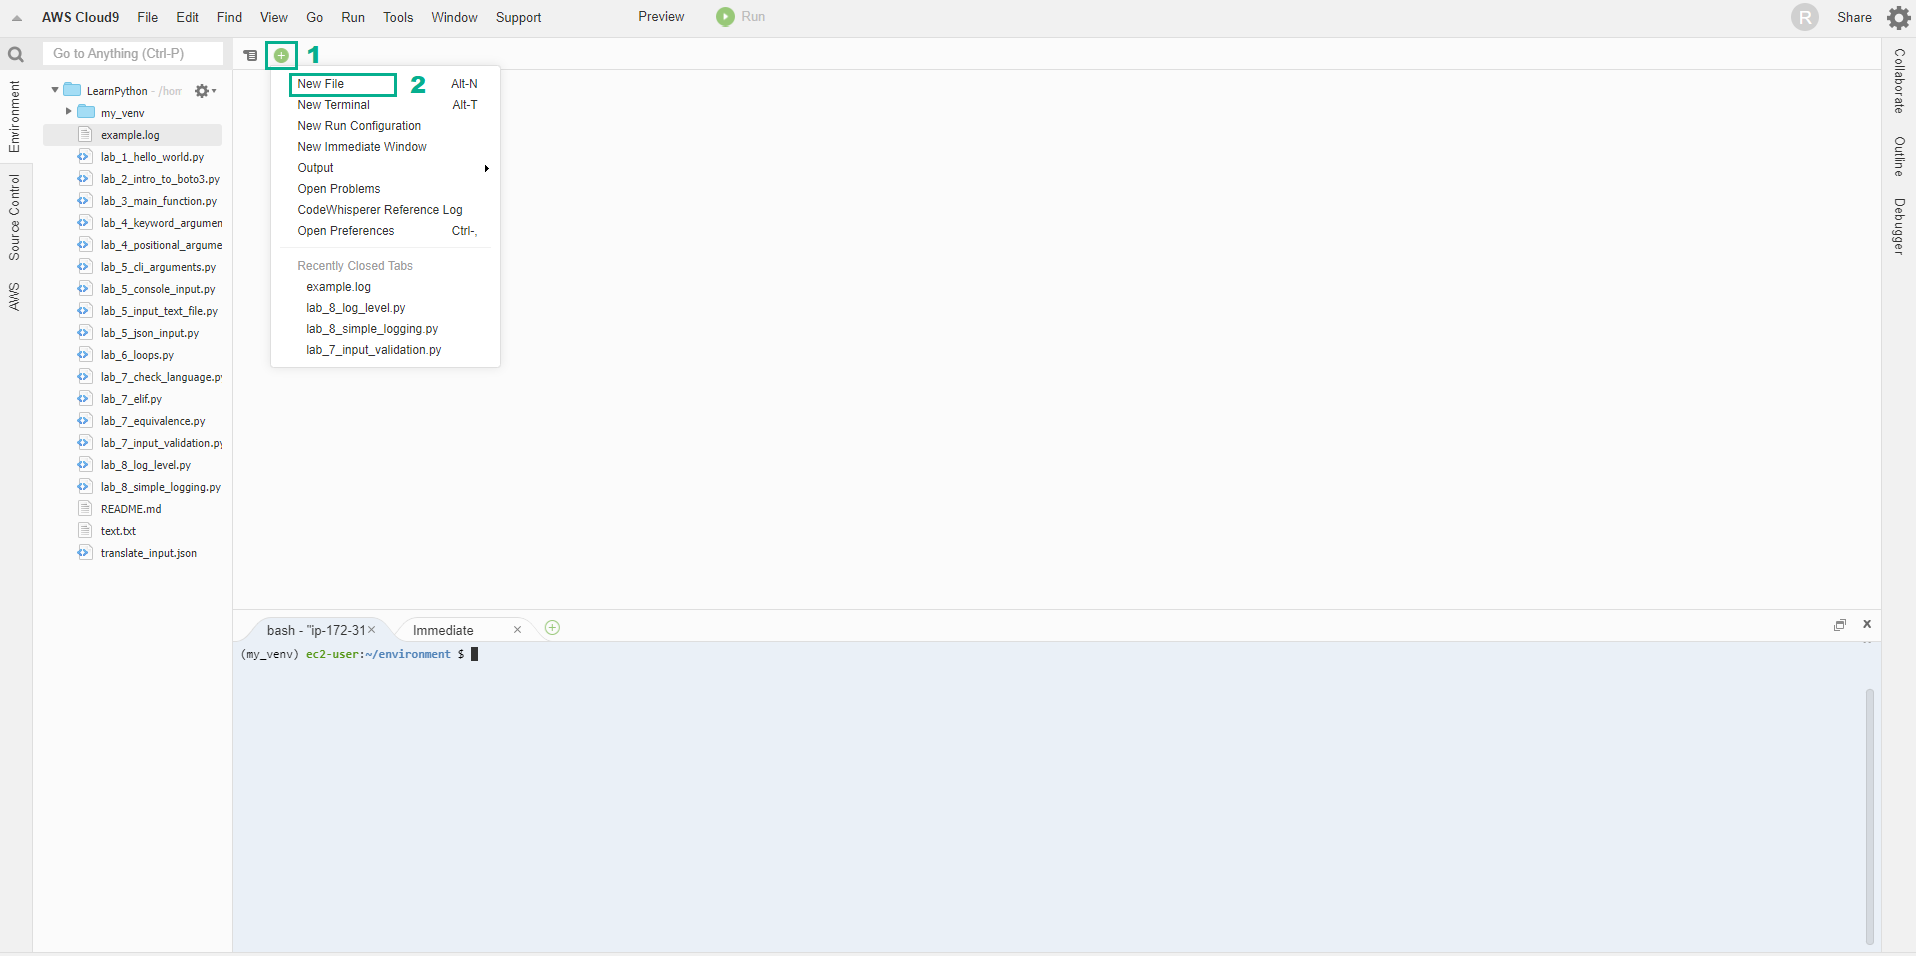 AWS Cloud9 File Edit Find View Go Run Tools Window Support Preview Run R Share
Go to Anything (Ctrl-P)
1
New File 2 Alt-N
New Terminal Alt-T
New Run Configuration
New Immediate Window
Output
Open Problems
CodeWhisperer Reference Log
Open Preferences Ctrl-,
Recently Closed Tabs
example.log
lab_8_log_level.py
lab_8_simple_logging.py
lab_7_input_validation.py
Environment
Source Control
AWS
LearnPython - /hom
my_venv
example.log
lab_1_hello_world.py
lab_2_intro_to_boto3.py
lab_3_main_function.py
lab_4_keyword_argumen
lab_4_positional_argume
lab_5_cli_arguments.py
lab_5_console_input.py
lab_5_input_text_file.py
lab_5_json_input.py
lab_6_loops.py
lab_7_check_language.py
lab_7_elif.py
lab_7_equivalence.py
lab_7_input_validation.py
lab_8_log_level.py
lab_8_simple_logging.py
README.md
text.txt
translate_input.json
Collaborate
Outline
Debugger
bash - "ip-172-31 Immediate
(my_venv) ec2-user:~/environment $